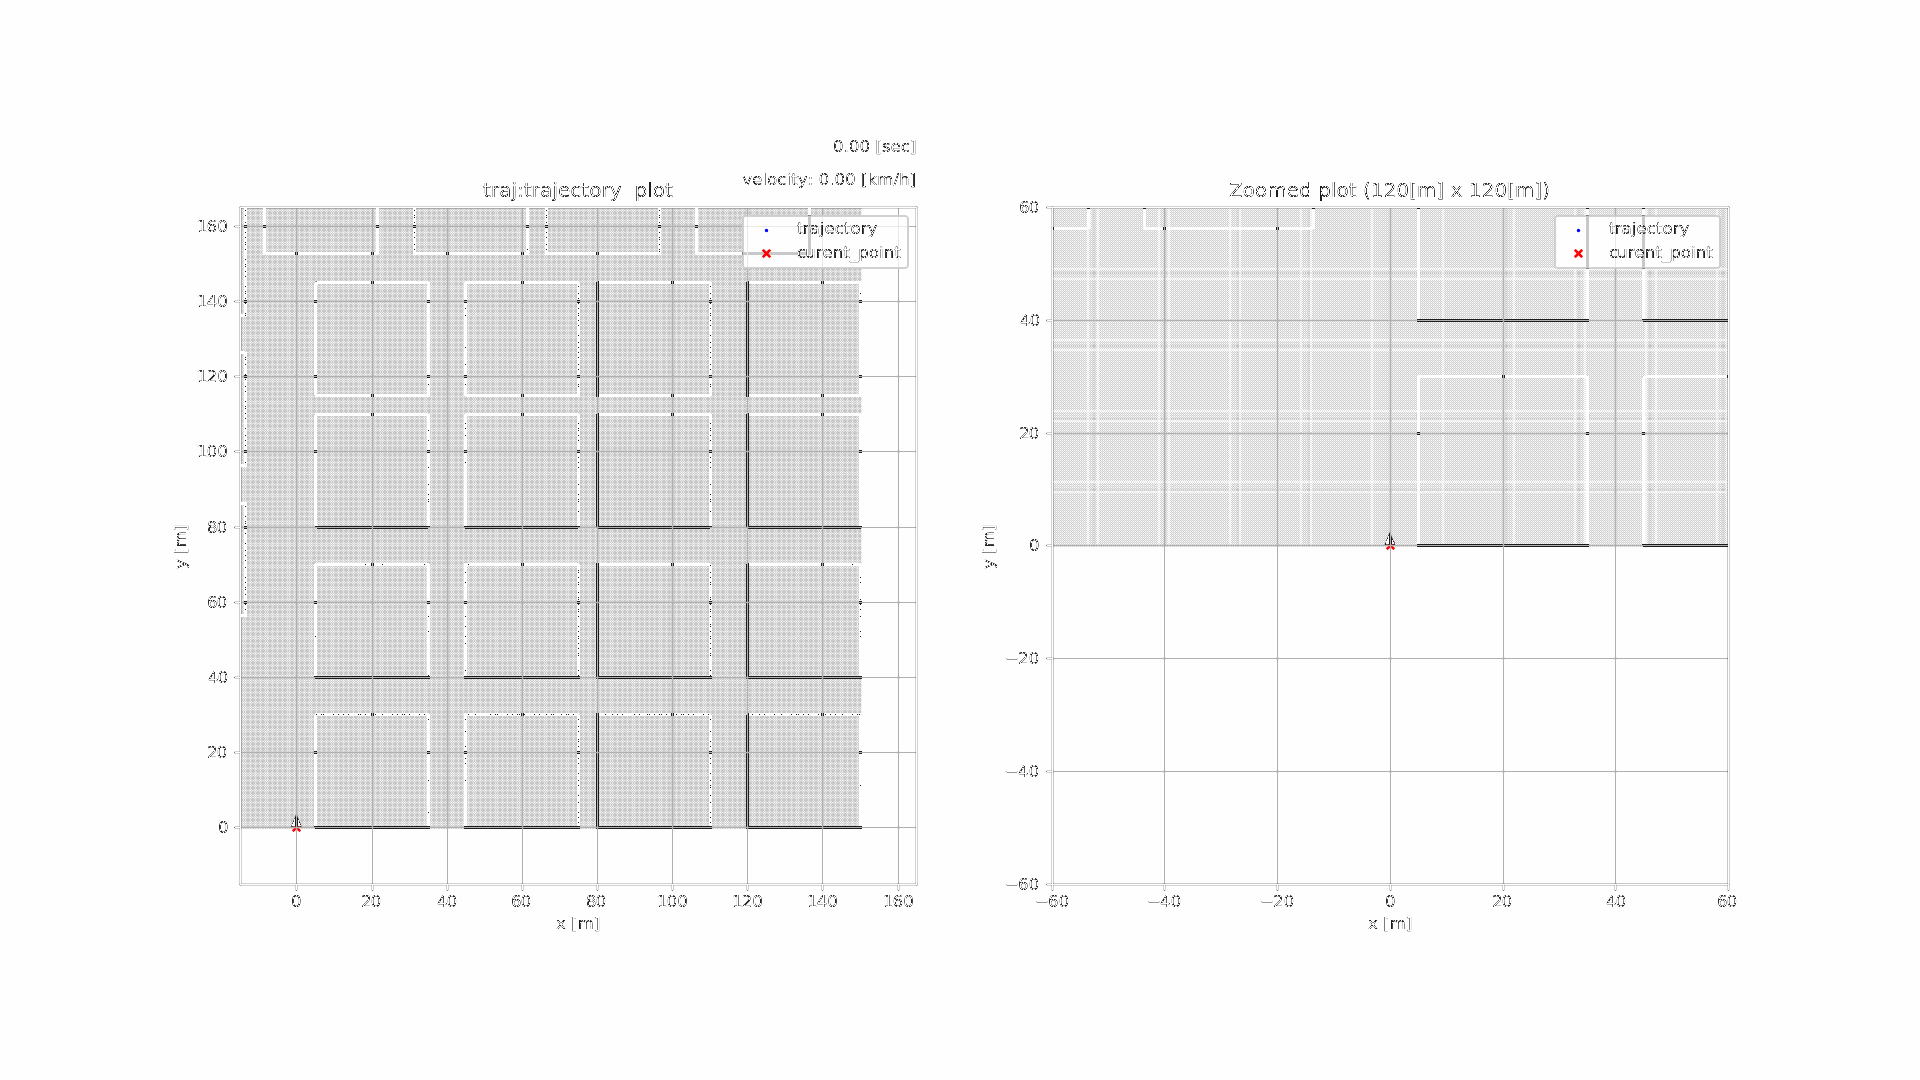 0.00 [sec]
velocity: 0.00 [km/h]
traj:trajectory plot
trajectory
curent_point
160
140
120
100
80
60
40
20
0
y [m]
0 20 40 60 80 100 120 140 160
x [m]
Zoomed plot (120[m] x 120[m])
trajectory
curent_point
60
40
20
0
−20
−40
−60
y [m]
−60 −40 −20 0 20 40 60
x [m]